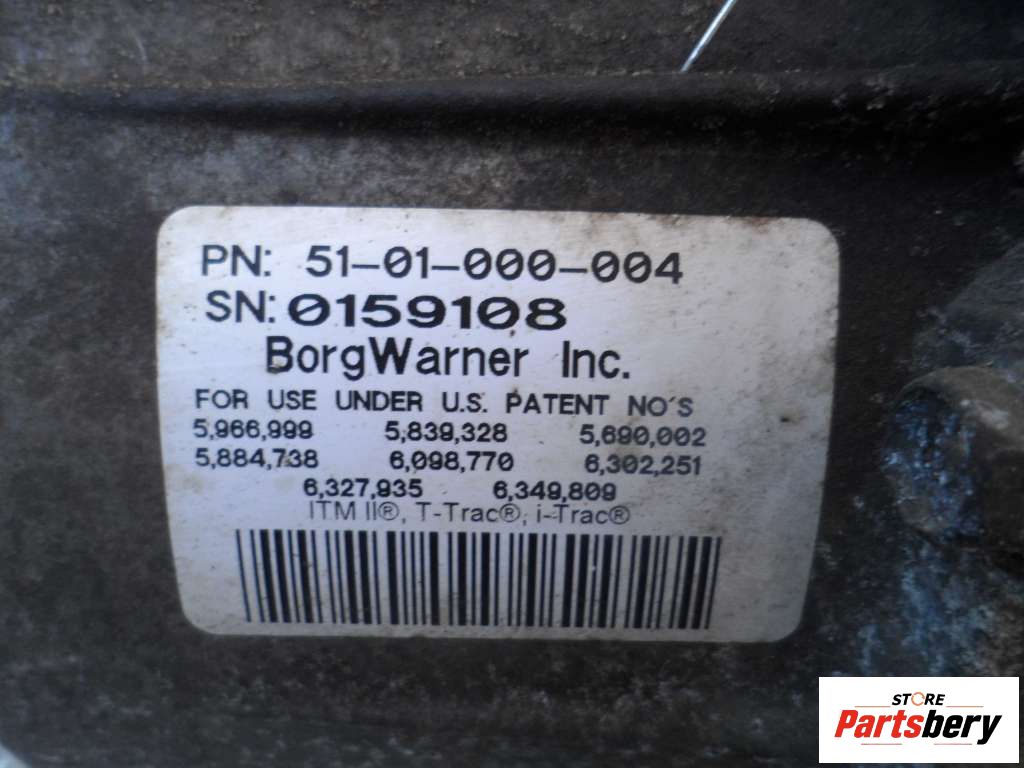 PN: 51-01-000-004
SN: 0159108
BorgWarner Inc.
FOR USE UNDER U.S. PATENT NO'S
5,966,999 5,839,328 5,690,002
5,884,738 6,098,770 6,302,251
6,327,935 6,349,809
ITM II®, T-Trac®, i-Trac®
STORE
Partsbery